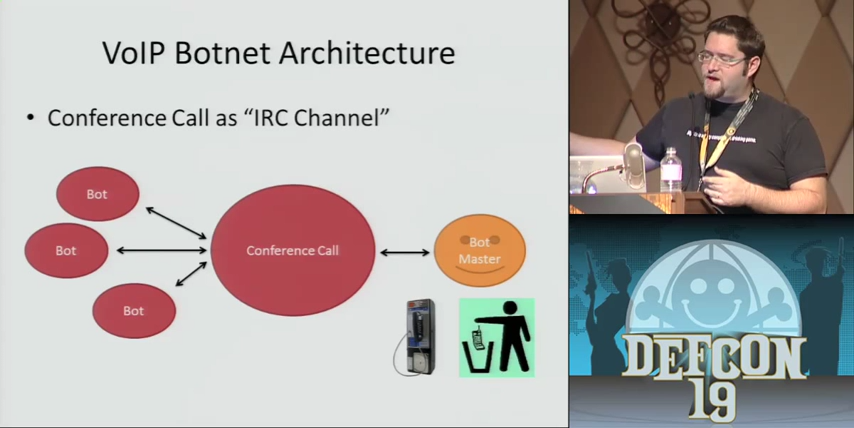 VoIP Botnet Architecture
• Conference Call as “IRC Channel”
Bot
Bot
Bot
Conference Call
Bot
Master
DEFCON
19